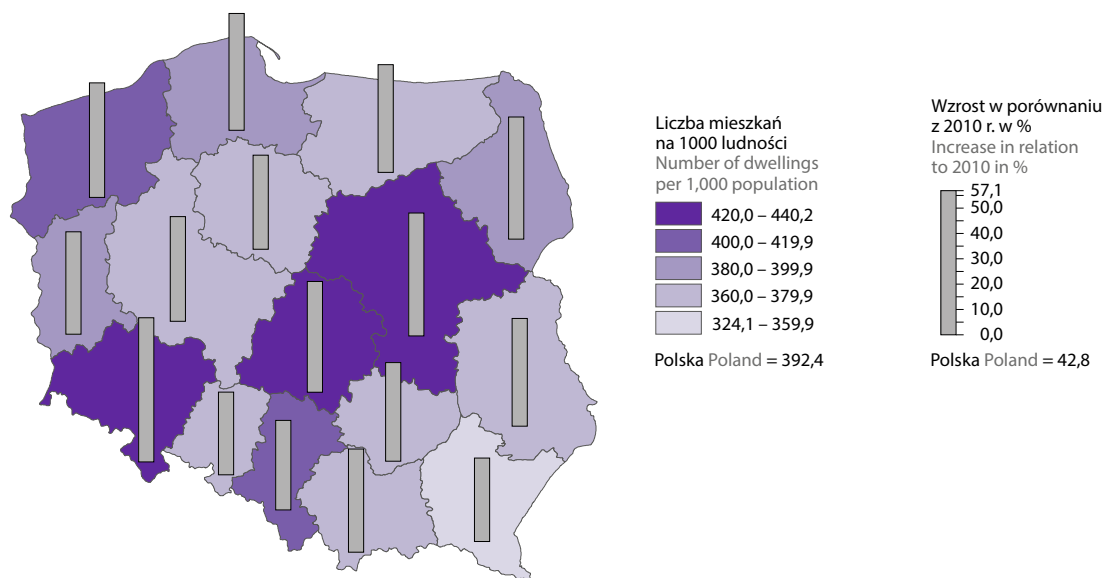 Liczba mieszkań
na 1000 ludności
Number of dwellings
per 1,000 population
420,0 – 440,2
400,0 – 419,9
380,0 – 399,9
360,0 – 379,9
324,1 – 359,9
Polska Poland = 392,4
Wzrost w porównaniu
z 2010 r. w %
Increase in relation
to 2010 in %
57,1
50,0
40,0
30,0
20,0
10,0
0,0
Polska Poland = 42,8